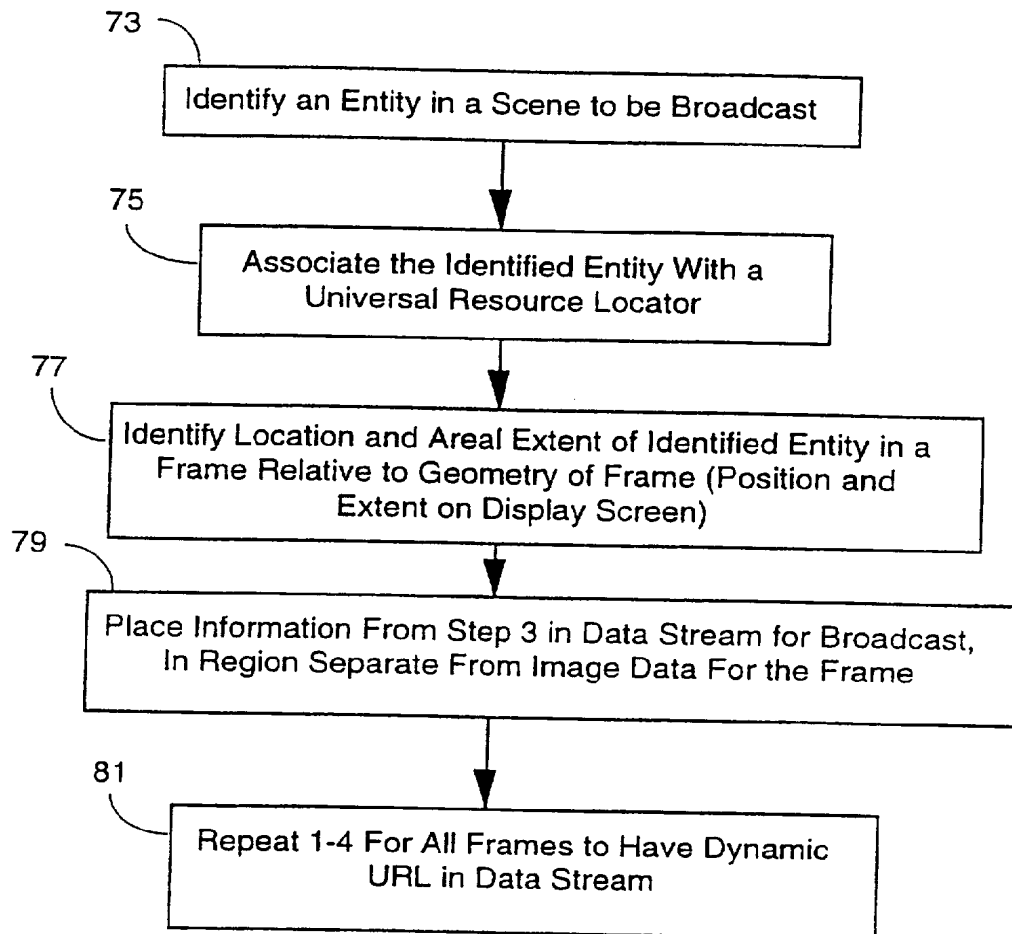 73
Identify an Entity in a Scene to be Broadcast
75
Associate the Identified Entity With a
Universal Resource Locator
77
Identify Location and Areal Extent of Identified Entity in a
Frame Relative to Geometry of Frame (Position and
Extent on Display Screen)
79
Place Information From Step 3 in Data Stream for Broadcast,
In Region Separate From Image Data For the Frame
81
Repeat 1-4 For All Frames to Have Dynamic
URL in Data Stream